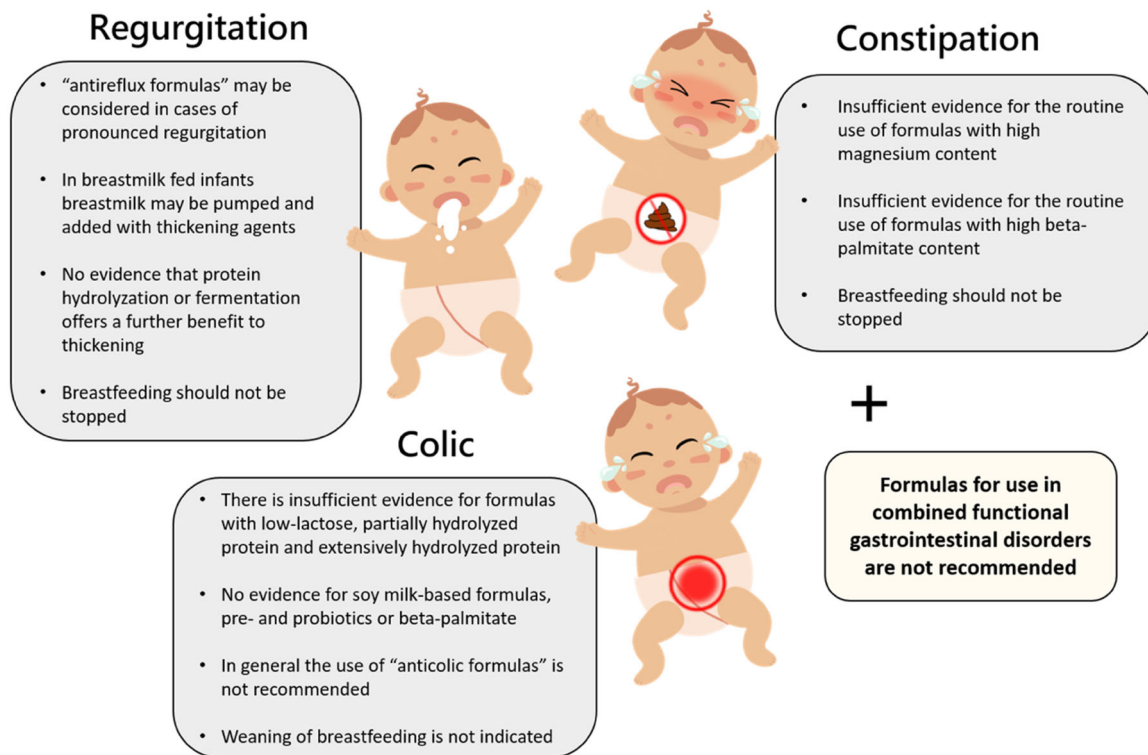 Regurgitation
• “antireflux formulas” may be
considered in cases of
pronounced regurgitation
• In breastmilk fed infants
breastmilk may be pumped and
added with thickening agents
• No evidence that protein
hydrolyzation or fermentation
offers a further benefit to
thickening
• Breastfeeding should not be
stopped
Constipation
• Insufficient evidence for the routine
use of formulas with high
magnesium content
• Insufficient evidence for the routine
use of formulas with high beta-
palmitate content
• Breastfeeding should not be
stopped
Colic
• There is insufficient evidence for formulas
with low-lactose, partially hydrolyzed
protein and extensively hydrolyzed protein
• No evidence for soy milk-based formulas,
pre- and probiotics or beta-palmitate
• In general the use of “anticolic formulas” is
not recommended
• Weaning of breastfeeding is not indicated
+
Formulas for use in
combined functional
gastrointestinal disorders
are not recommended